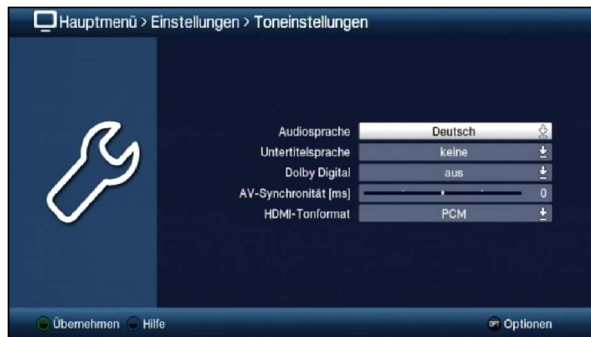 Hauptmenü > Einstellungen > Toneinstellungen
Audiosprache Deutsch
Untertitelsprache keine
Dolby Digital aus
AV-Synchronität [ms] 0
HDMI-Tonformat PCM
Übernehmen Hilfe OPT Optionen